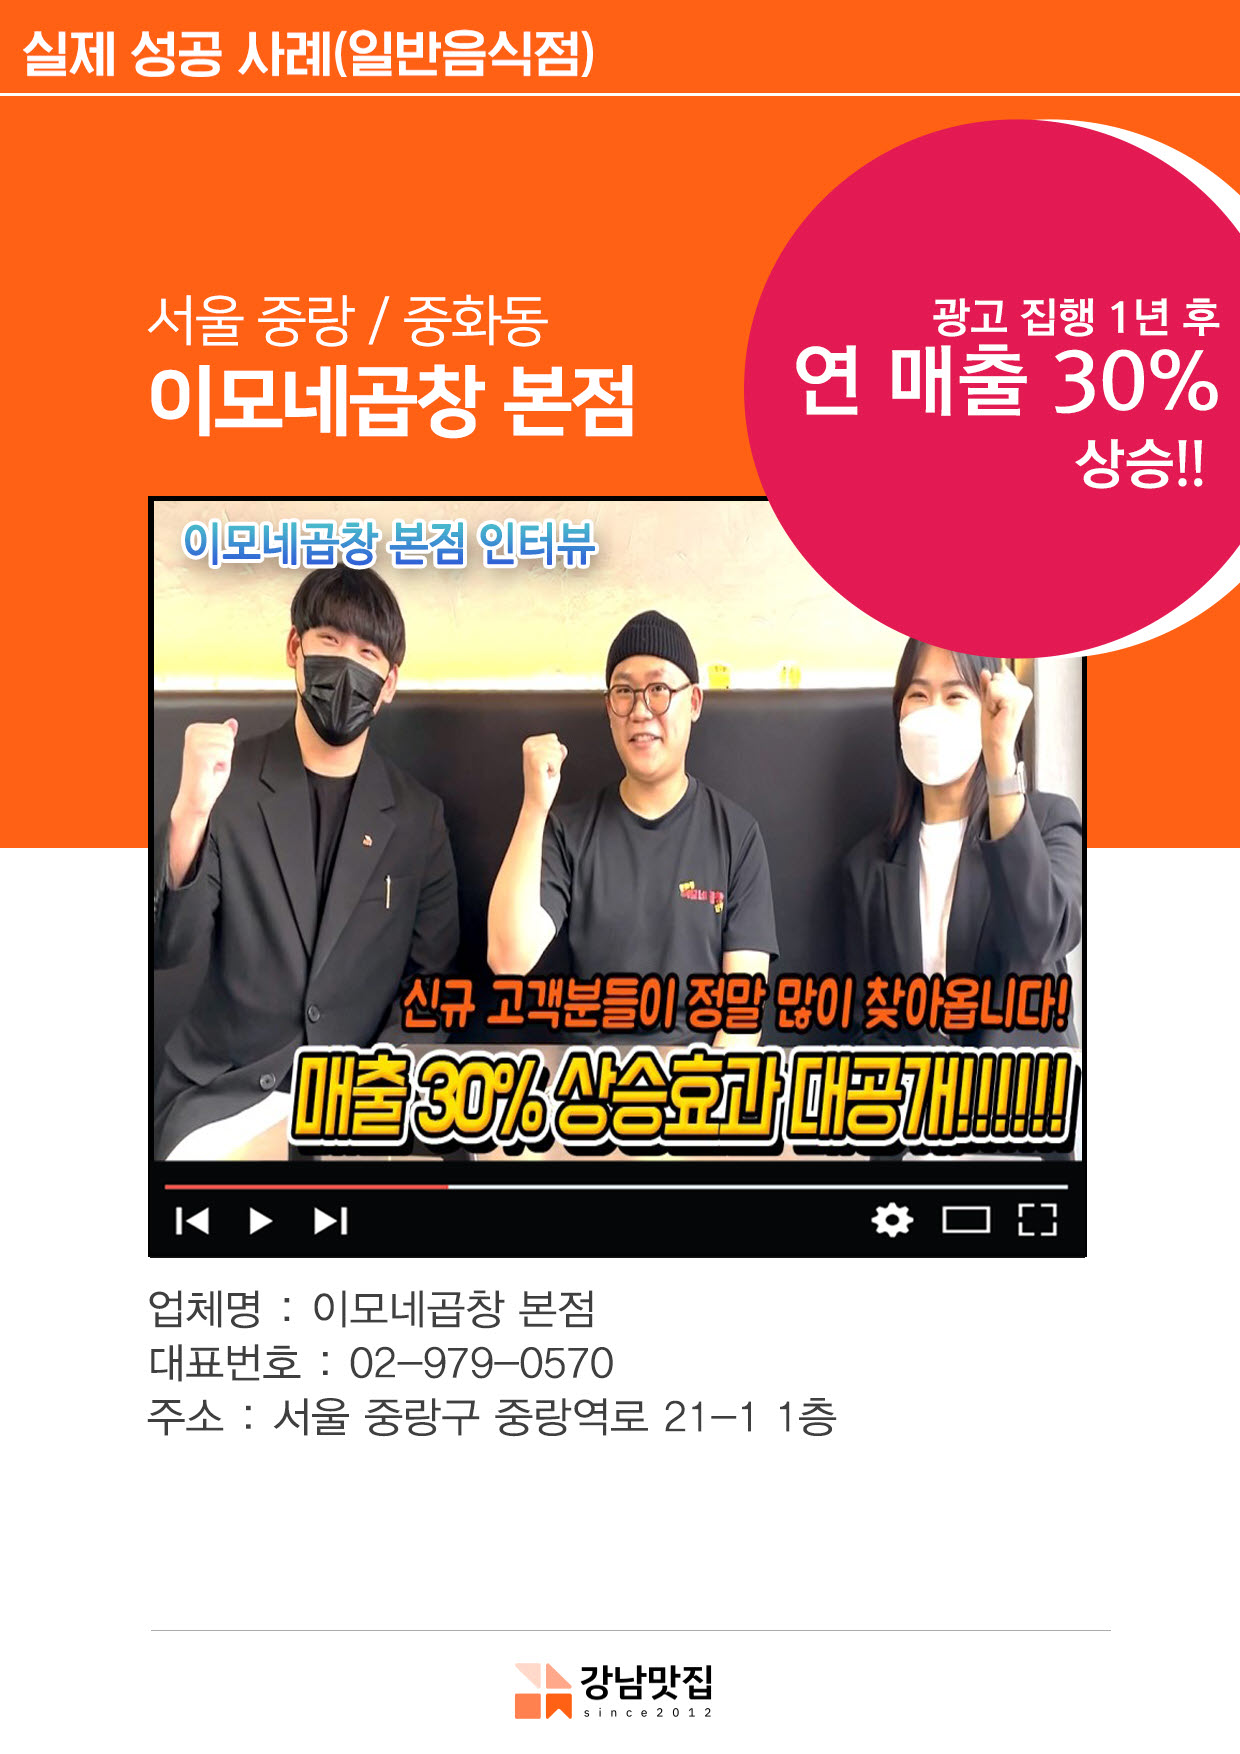 실제 성공 사례(일반음식점)
광고 집행 1년 후
연 매출 30%
상승!!
서울 중랑 / 중화동
이모네곱창 본점
이모네곱창 본점 인터뷰
신규 고객분들이 정말 많이 찾아옵니다!
매출 30% 상승효과 대공개!!!!!!
업체명 : 이모네곱창 본점
대표번호 : 02-979-0570
주소 : 서울 중랑구 중랑역로 21-1 1층
강남맛집
since2012